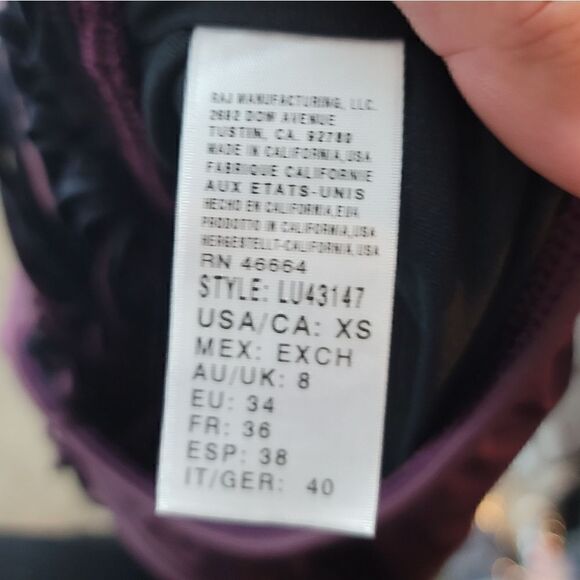 RAJ MANUFACTURING, LLC.
2692 DOW AVENUE
TUSTIN, CA. 92780
MADE IN CALIFORNIA,USA
FABRIQUE CALIFORNIE
AUX ETATS-UNIS
HECHO EN CALIFORNIA,EUA
PRODOTTO IN CALIFORNIA,USA
HERGESTELLT-CALIFORNIA,USA
RN 46664
STYLE: LU43147
USA/CA: XS
MEX: EXCH
AU/UK: 8
EU: 34
FR: 36
ESP: 38
IT/GER: 40